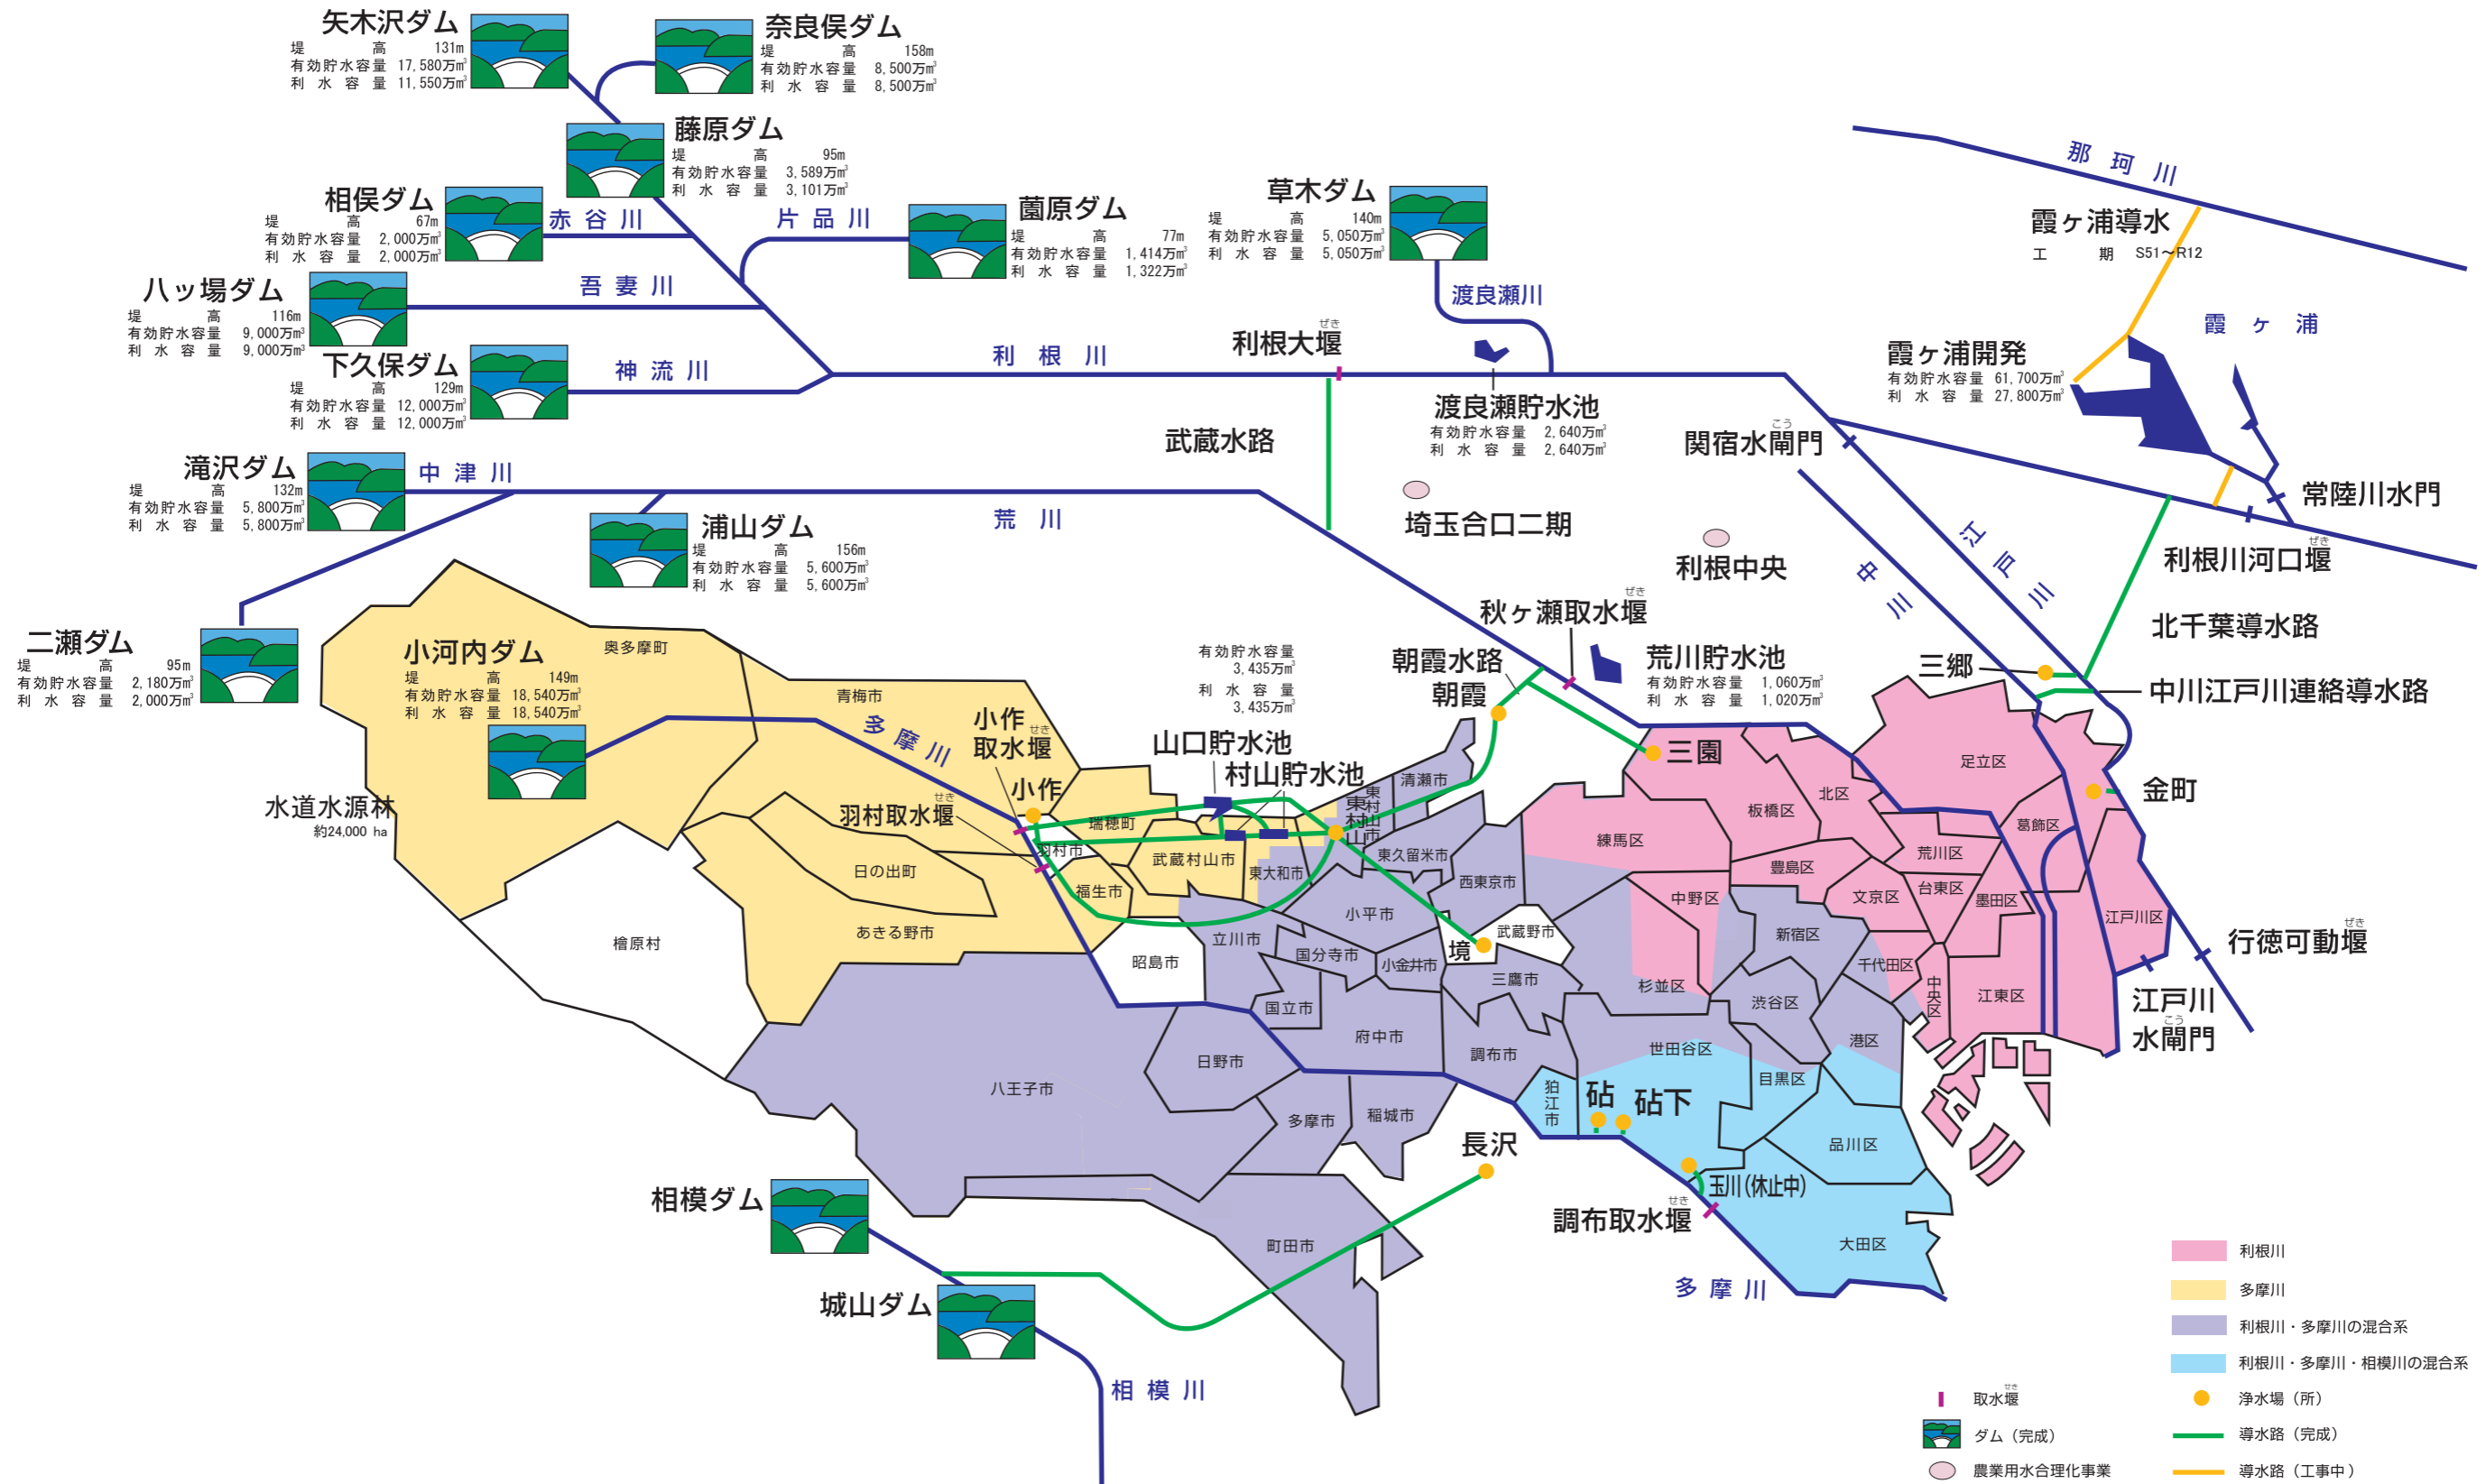 矢木沢ダム
堤高 131m
有効貯水容量 17,580万㎥
利水容量 11,550万㎥
奈良俣ダム
堤高 158m
有効貯水容量 8,500万㎥
利水容量 8,500万㎥
藤原ダム
堤高 95m
有効貯水容量 3,589万㎥
利水容量 3,101万㎥
相俣ダム
堤高 67m
有効貯水容量 2,000万㎥
利水容量 2,000万㎥
赤谷川
片品川
薗原ダム
堤高 77m
有効貯水容量 1,414万㎥
利水容量 1,322万㎥
草木ダム
堤高 140m
有効貯水容量 5,050万㎥
利水容量 5,050万㎥
渡良瀬川
那珂川
霞ヶ浦導水
工期 S51～R12
霞ヶ浦
八ッ場ダム
堤高 116m
有効貯水容量 9,000万㎥
利水容量 9,000万㎥
吾妻川
下久保ダム
堤高 129m
有効貯水容量 12,000万㎥
利水容量 12,000万㎥
神流川
利根川
ぜき
利根大堰
渡良瀬貯水池
有効貯水容量 2,640万㎥
利水容量 2,640万㎥
霞ヶ浦開発
有効貯水容量 61,700万㎥
利水容量 27,800万㎥
こう
関宿水閘門
武蔵水路
滝沢ダム
堤高 132m
有効貯水容量 5,800万㎥
利水容量 5,800万㎥
中津川
浦山ダム
堤高 156m
有効貯水容量 5,600万㎥
利水容量 5,600万㎥
荒川
埼玉合口二期
利根中央
中川
江戸川
常陸川水門
ぜき
利根川河口堰
北千葉導水路
中川江戸川連絡導水路
三郷
二瀬ダム
堤高 95m
有効貯水容量 2,180万㎥
利水容量 2,000万㎥
小河内ダム
堤高 149m
有効貯水容量 18,540万㎥
利水容量 18,540万㎥
奥多摩町
青梅市
多摩川
水道水源林
約24,000 ha
小作
せき
取水堰
小作
せき
羽村取水堰
有効貯水容量
3,435万㎥
利水容量
3,435万㎥
山口貯水池
村山貯水池
ぜき
秋ヶ瀬取水堰
朝霞水路
朝霞
荒川貯水池
有効貯水容量 1,060万㎥
利水容量 1,020万㎥
三園
金町
瑞穂町
羽村市
武蔵村山市
東大和市
東村山
東村山市
清瀬市
東久留米市
西東京市
日の出町
福生市
あきる野市
檜原村
昭島市
立川市
小平市
国分寺市
小金井市
国立市
府中市
境
武蔵野市
三鷹市
調布市
日野市
八王子市
多摩市
稲城市
町田市
狛江市
練馬区
板橋区
北区
足立区
葛飾区
荒川区
豊島区
文京区
台東区
墨田区
江戸川区
中野区
新宿区
千代田区
中央区
江東区
杉並区
渋谷区
港区
世田谷区
目黒区
品川区
大田区
ぜき
行徳可動堰
江戸川
こう
水閘門
砧
砧下
玉川(休止中)
せき
調布取水堰
長沢
多摩川
相模ダム
城山ダム
相模川
利根川
多摩川
利根川・多摩川の混合系
利根川・多摩川・相模川の混合系
浄水場（所）
導水路（完成）
導水路（工事中）
せき
取水堰
ダム（完成）
農業用水合理化事業